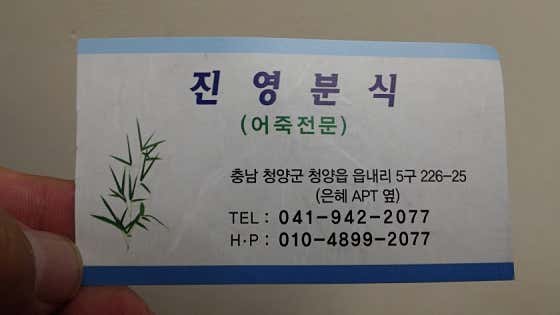 진영분식
(어죽전문)
충남 청양군 청양읍 읍내리 5구 226-25
(은혜 APT 옆)
TEL : 041-942-2077
H·P : 010-4899-2077